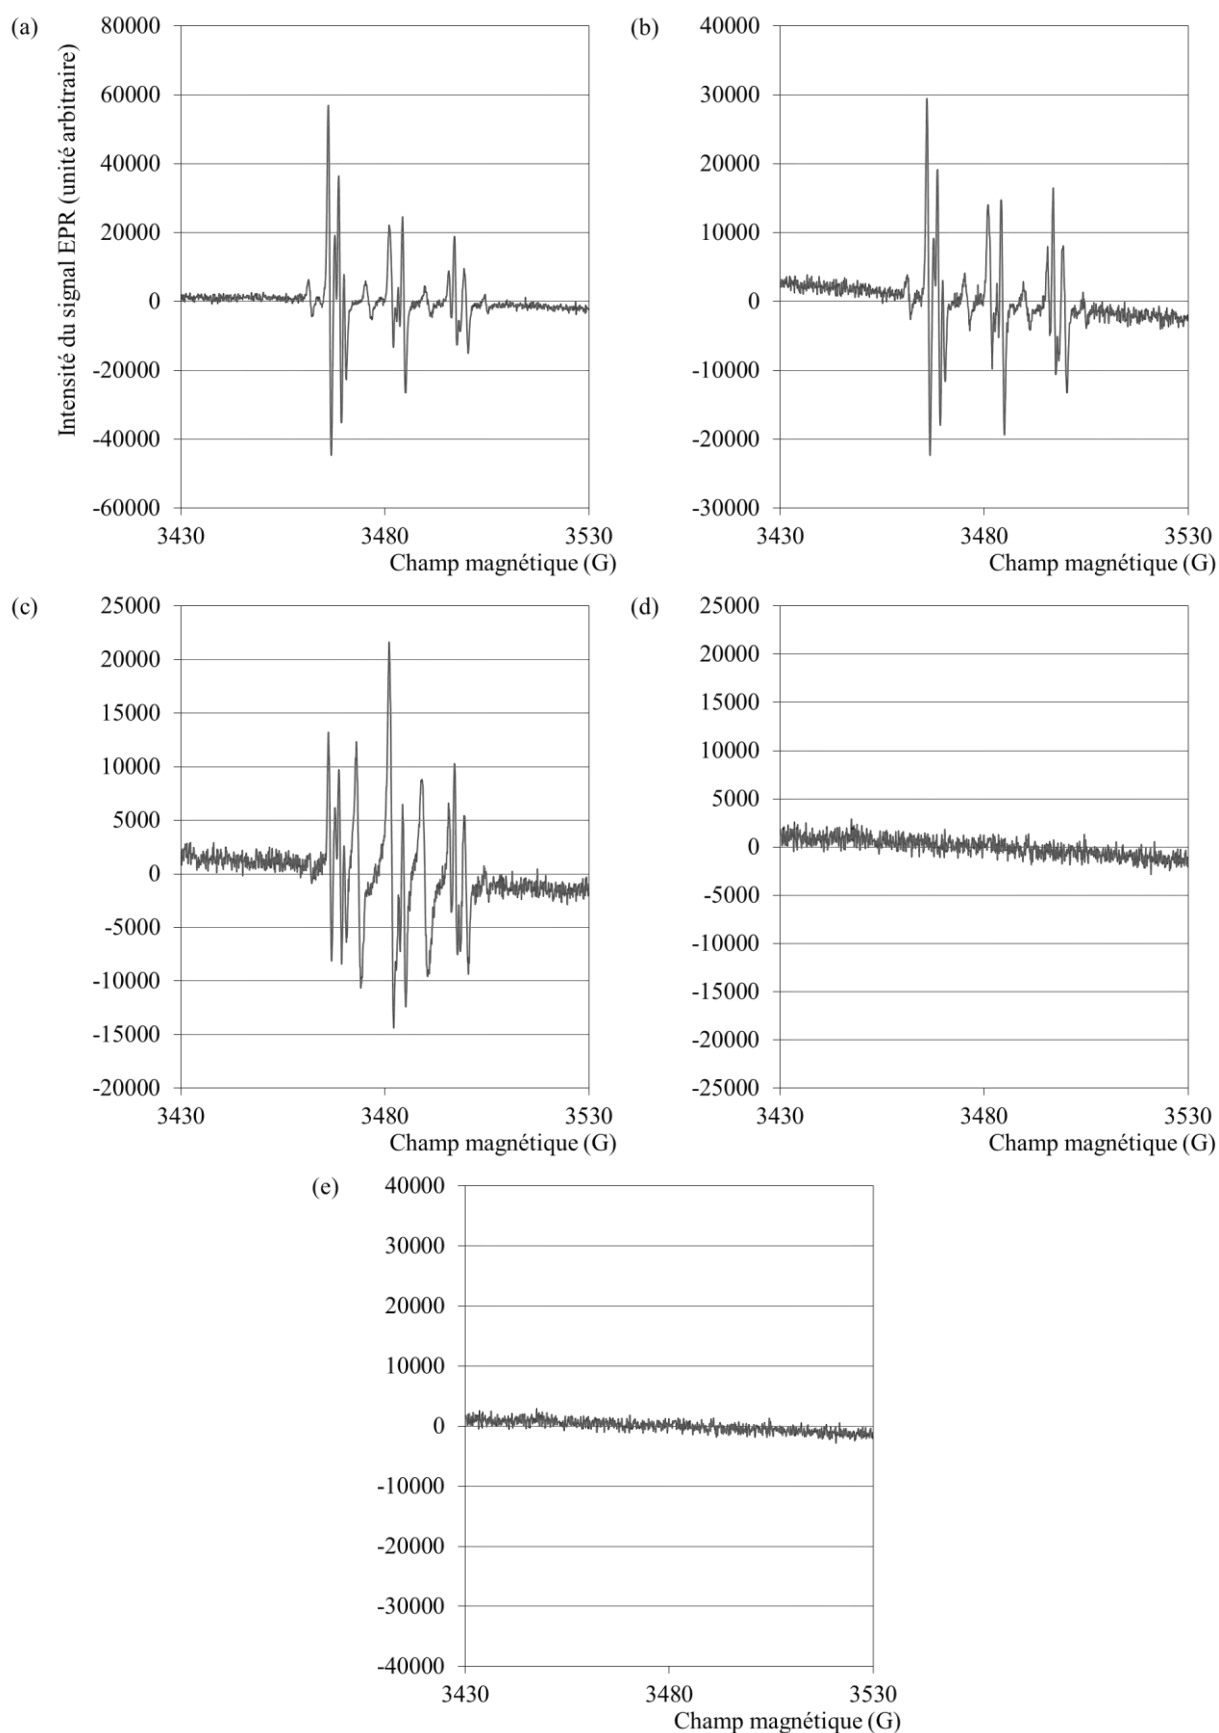 (a)
Intensité du signal EPR (unité arbitraire)
80000
60000
40000
20000
0
-20000
-40000
-60000
3430 3480 3530
Champ magnétique (G)
(b)
40000
30000
20000
10000
0
-10000
-20000
-30000
3430 3480 3530
Champ magnétique (G)
(c)
25000
20000
15000
10000
5000
0
-5000
-10000
-15000
-20000
3430 3480 3530
Champ magnétique (G)
(d)
25000
20000
15000
10000
5000
0
-5000
-10000
-15000
-20000
-25000
3430 3480 3530
Champ magnétique (G)
(e)
40000
30000
20000
10000
0
-10000
-20000
-30000
-40000
3430 3480 3530
Champ magnétique (G)